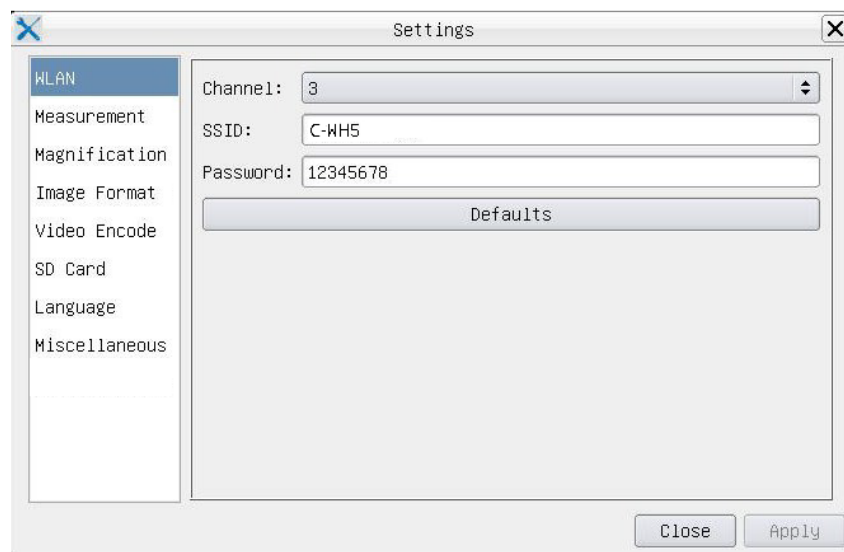 Settings
WLAN
Measurement
Magnification
Image Format
Video Encode
SD Card
Language
Miscellaneous
Channel: 3
SSID: C-WH5
Password: 12345678
Defaults
Close Apply